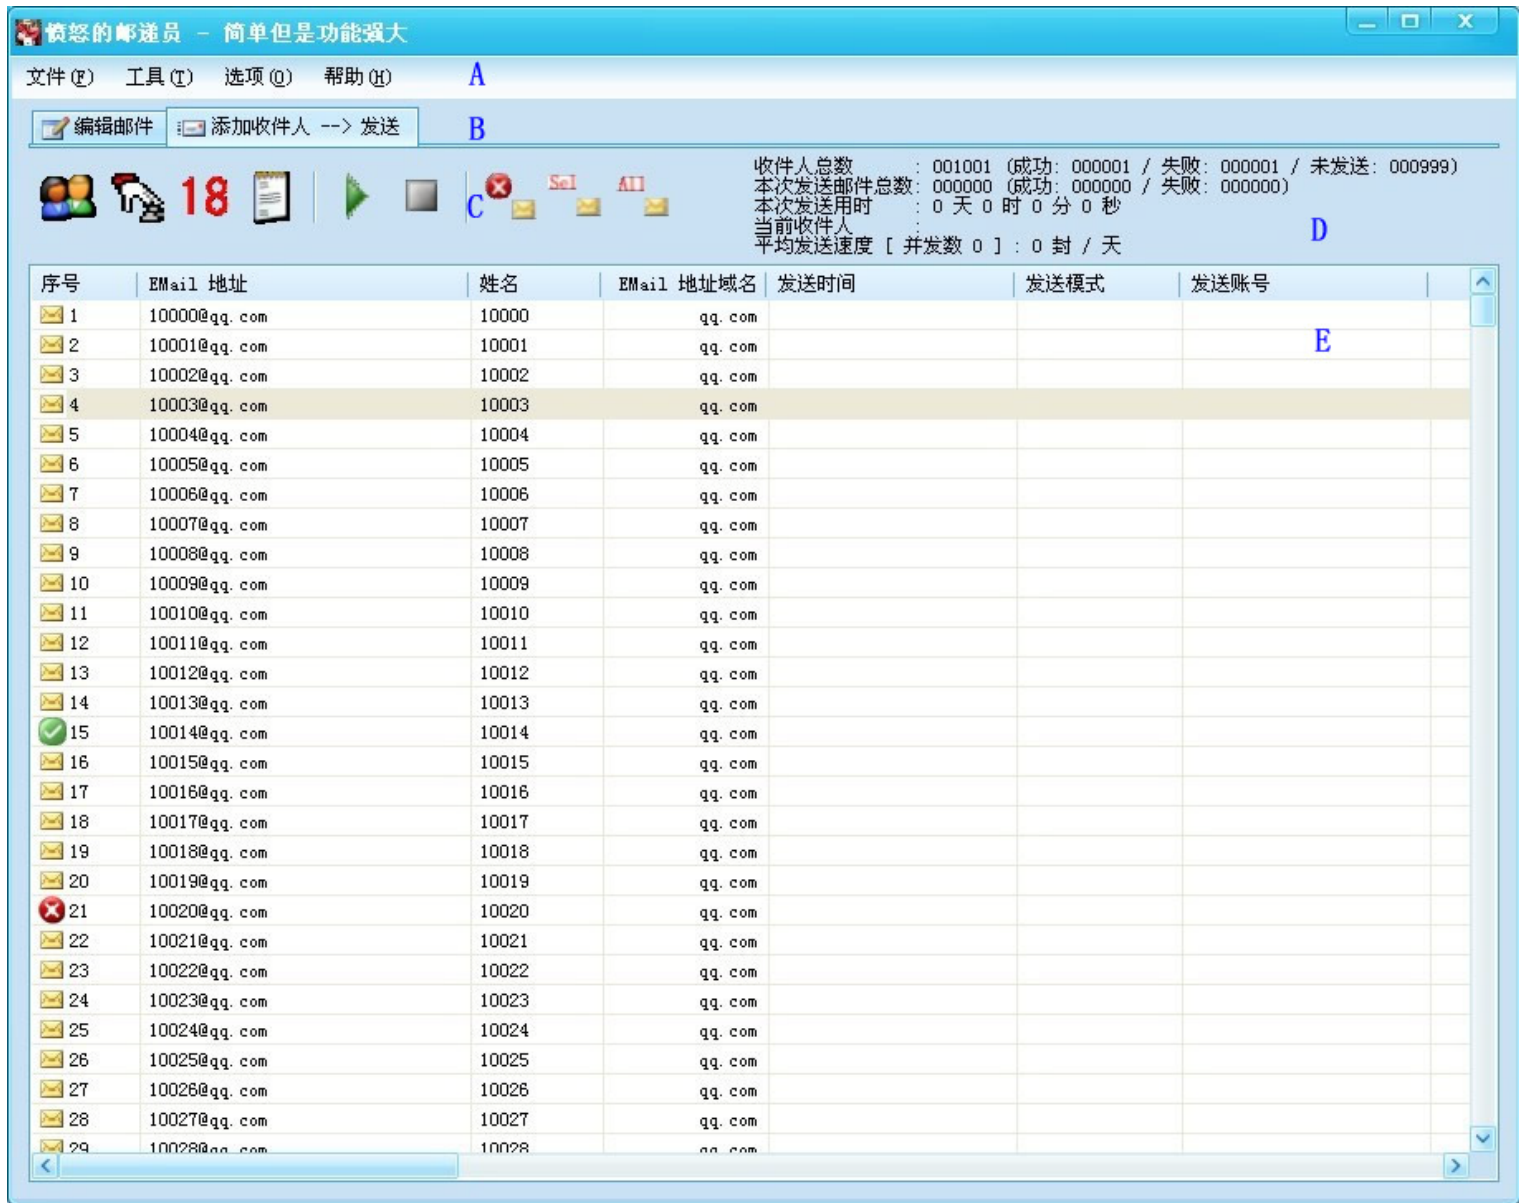 愤怒的邮递员 - 简单但是功能强大
文件(F) 工具(T) 选项(O) 帮助(H) A
编辑邮件 添加收件人 --> 发送 B
18 C Sel All
收件人总数 : 001001 (成功: 000001 / 失败: 000001 / 未发送: 000999)
本次发送邮件总数: 000000 (成功: 000000 / 失败: 000000)
本次发送用时 : 0 天 0 时 0 分 0 秒
当前收件人 :
平均发送速度 [ 并发数 0 ] : 0 封 / 天
D
序号 EMail 地址 姓名 EMail 地址域名 发送时间 发送模式 发送账号
1 10000@qq.com 10000 qq.com
2 10001@qq.com 10001 qq.com E
3 10002@qq.com 10002 qq.com
4 10003@qq.com 10003 qq.com
5 10004@qq.com 10004 qq.com
6 10005@qq.com 10005 qq.com
7 10006@qq.com 10006 qq.com
8 10007@qq.com 10007 qq.com
9 10008@qq.com 10008 qq.com
10 10009@qq.com 10009 qq.com
11 10010@qq.com 10010 qq.com
12 10011@qq.com 10011 qq.com
13 10012@qq.com 10012 qq.com
14 10013@qq.com 10013 qq.com
15 10014@qq.com 10014 qq.com
16 10015@qq.com 10015 qq.com
17 10016@qq.com 10016 qq.com
18 10017@qq.com 10017 qq.com
19 10018@qq.com 10018 qq.com
20 10019@qq.com 10019 qq.com
21 10020@qq.com 10020 qq.com
22 10021@qq.com 10021 qq.com
23 10022@qq.com 10022 qq.com
24 10023@qq.com 10023 qq.com
25 10024@qq.com 10024 qq.com
26 10025@qq.com 10025 qq.com
27 10026@qq.com 10026 qq.com
28 10027@qq.com 10027 qq.com
29 10028@qq.com 10028 qq.com